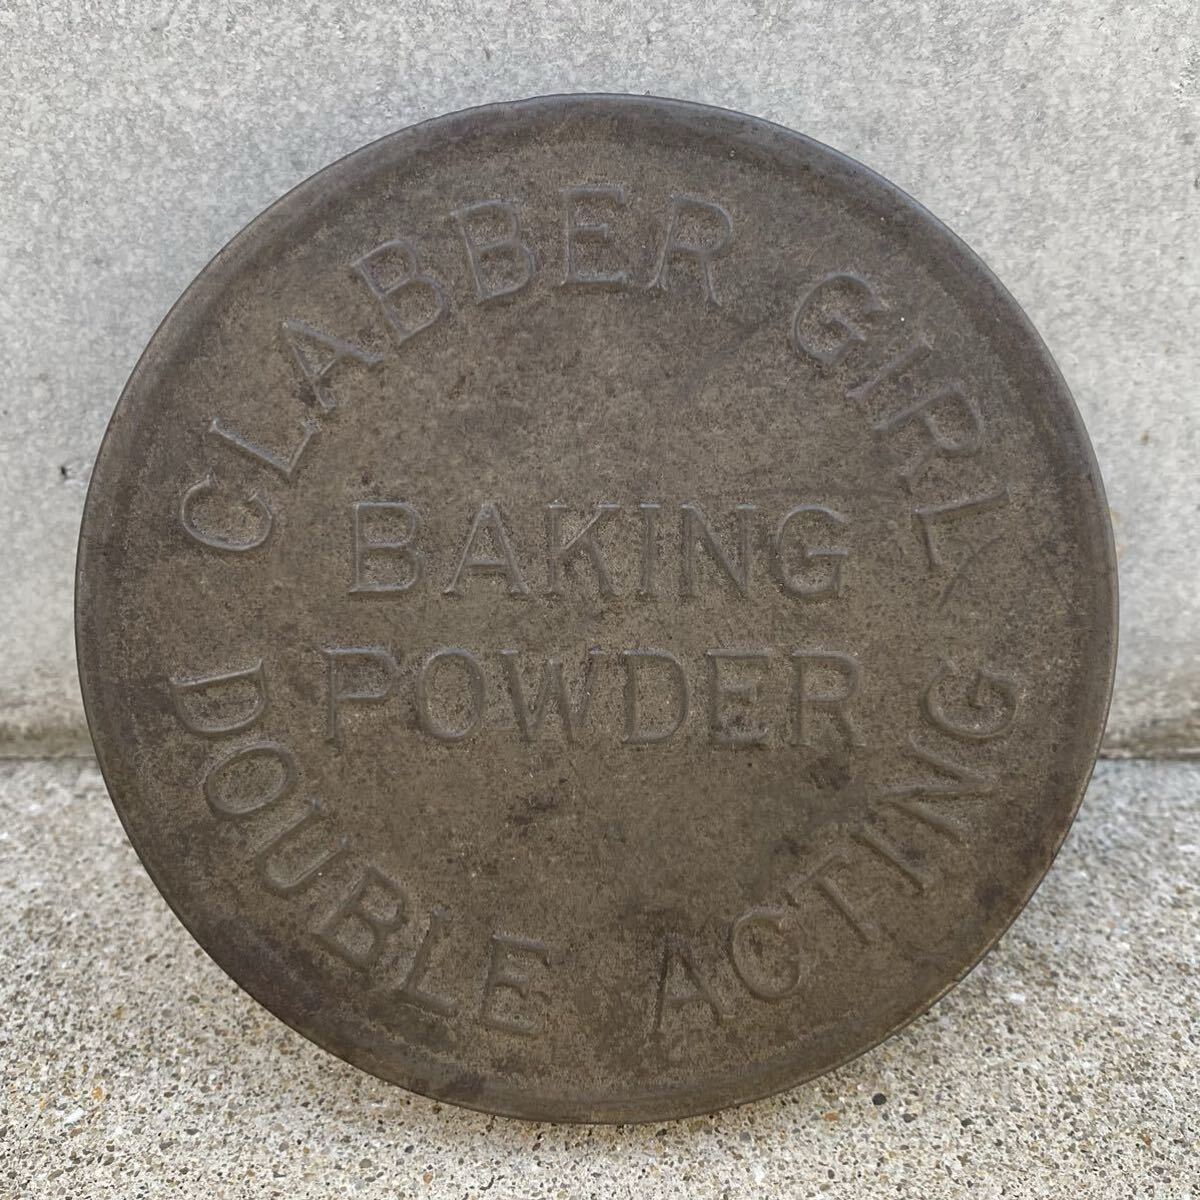 CLABBER GIRL
BAKING
POWDER
DOUBLE ACTING